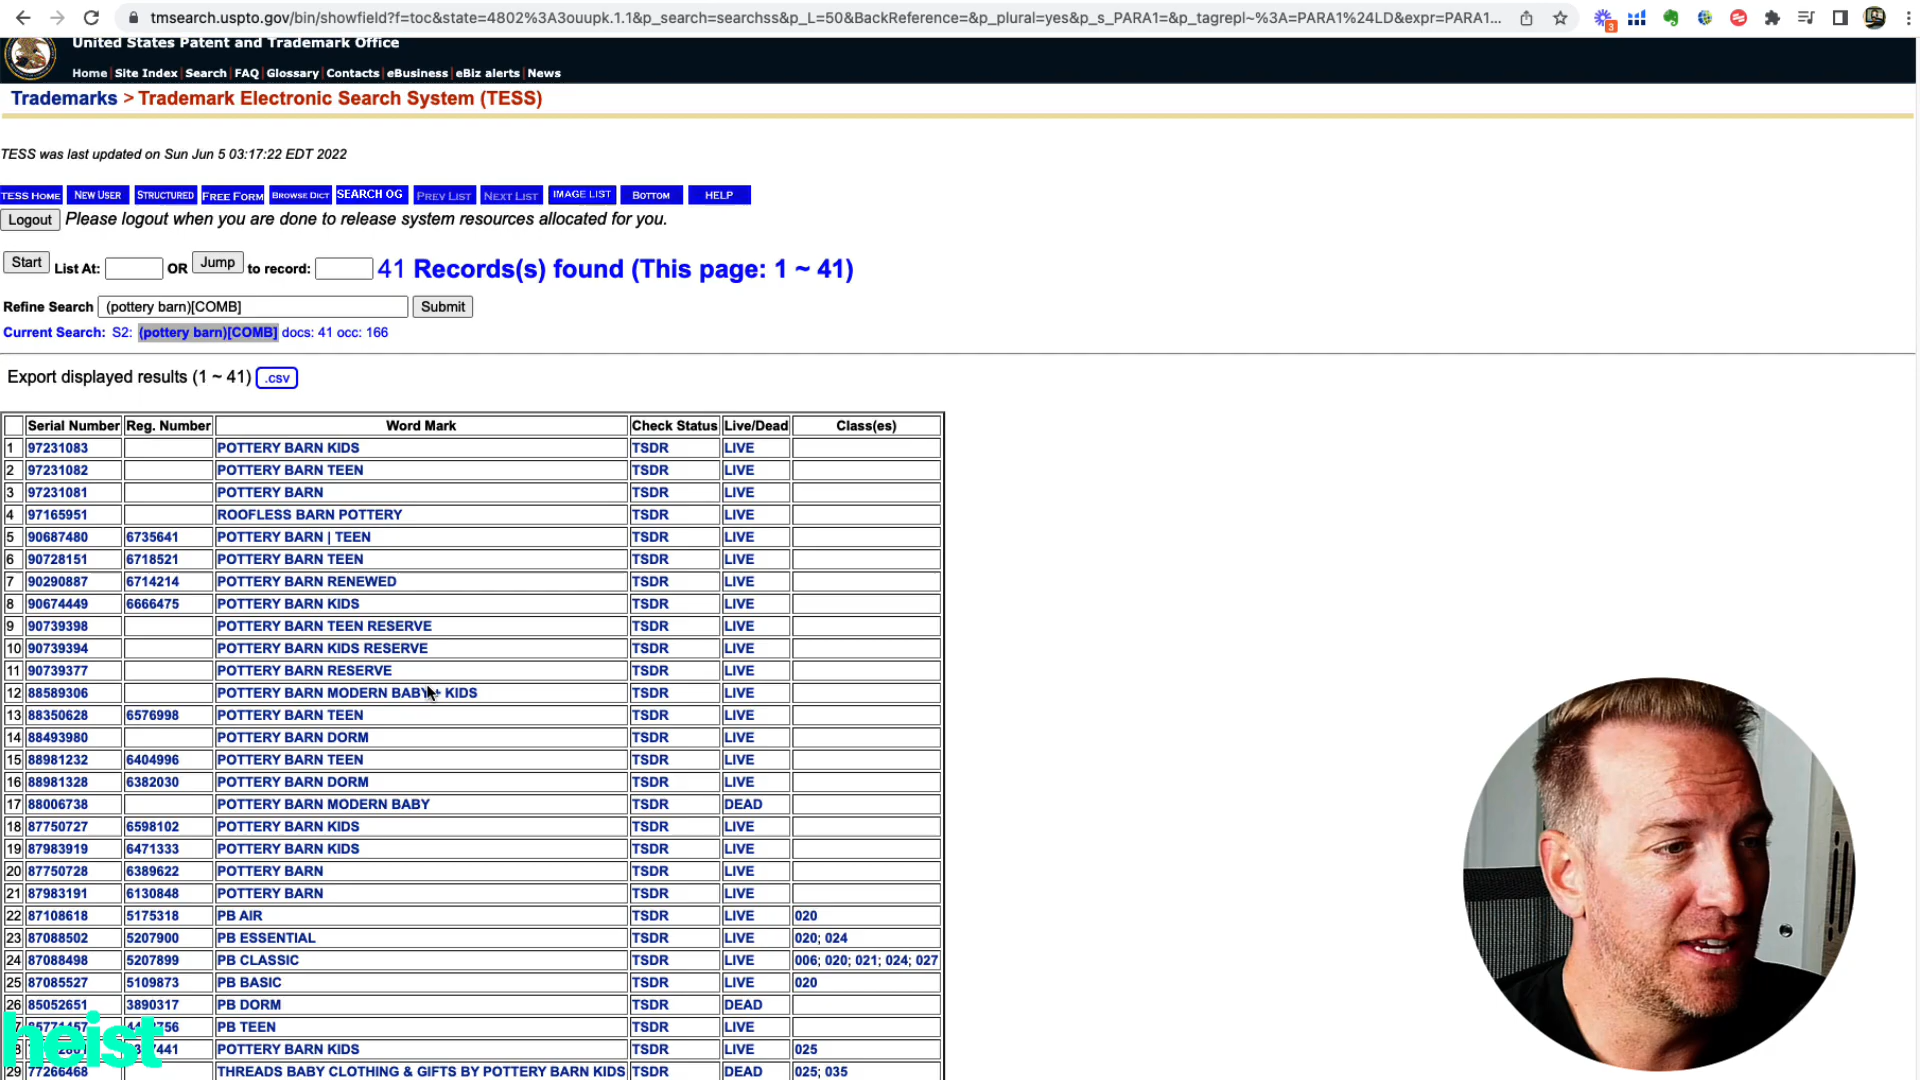 tmsearch.uspto.gov/bin/showfield?f=toc&state=4802%3A3ouupk.1.1&p_search=searchss&p_L=50&BackReference=&p_plural=yes&p_s_PARA1=&p_tagrepl~%3A=PARA1%24LD&expr=PARA1...
3
United States Patent and Trademark Office
Home | Site Index | Search | FAQ | Glossary | Contacts | eBusiness | eBiz alerts | News
Trademarks > Trademark Electronic Search System (TESS)
TESS was last updated on Sun Jun 5 03:17:22 EDT 2022
TESS HOME NEW USER STRUCTURED FREE FORM BROWSE DICT SEARCH OG PREV LIST NEXT LIST IMAGE LIST BOTTOM HELP
Logout Please logout when you are done to release system resources allocated for you.
Start List At: OR Jump to record: 41 Records(s) found (This page: 1 ~ 41)
Refine Search (pottery barn)[COMB] Submit
Current Search: S2: (pottery barn)[COMB] docs: 41 occ: 166
Export displayed results (1 ~ 41) .csv
Serial Number Reg. Number Word Mark Check Status Live/Dead Class(es)
1 97231083 POTTERY BARN KIDS TSDR LIVE
2 97231082 POTTERY BARN TEEN TSDR LIVE
3 97231081 POTTERY BARN TSDR LIVE
4 97165951 ROOFLESS BARN POTTERY TSDR LIVE
5 90687480 6735641 POTTERY BARN | TEEN TSDR LIVE
6 90728151 6718521 POTTERY BARN TEEN TSDR LIVE
7 90290887 6714214 POTTERY BARN RENEWED TSDR LIVE
8 90674449 6666475 POTTERY BARN KIDS TSDR LIVE
9 90739398 POTTERY BARN TEEN RESERVE TSDR LIVE
10 90739394 POTTERY BARN KIDS RESERVE TSDR LIVE
11 90739377 POTTERY BARN RESERVE TSDR LIVE
12 88589306 POTTERY BARN MODERN BABY + KIDS TSDR LIVE
13 88350628 6576998 POTTERY BARN TEEN TSDR LIVE
14 88493980 POTTERY BARN DORM TSDR LIVE
15 88981232 6404996 POTTERY BARN TEEN TSDR LIVE
16 88981328 6382030 POTTERY BARN DORM TSDR LIVE
17 88006738 POTTERY BARN MODERN BABY TSDR DEAD
18 87750727 6598102 POTTERY BARN KIDS TSDR LIVE
19 87983919 6471333 POTTERY BARN KIDS TSDR LIVE
20 87750728 6389622 POTTERY BARN TSDR LIVE
21 87983191 6130848 POTTERY BARN TSDR LIVE
22 87108618 5175318 PB AIR TSDR LIVE 020
23 87088502 5207900 PB ESSENTIAL TSDR LIVE 020; 024
24 87088498 5207899 PB CLASSIC TSDR LIVE 006; 020; 021; 024; 027
25 87085527 5109873 PB BASIC TSDR LIVE 020
26 85052651 3890317 PB DORM TSDR DEAD
PB TEEN TSDR LIVE
POTTERY BARN KIDS TSDR LIVE 025
29 77266468 THREADS BABY CLOTHING & GIFTS BY POTTERY BARN KIDS TSDR DEAD 025; 035
heist